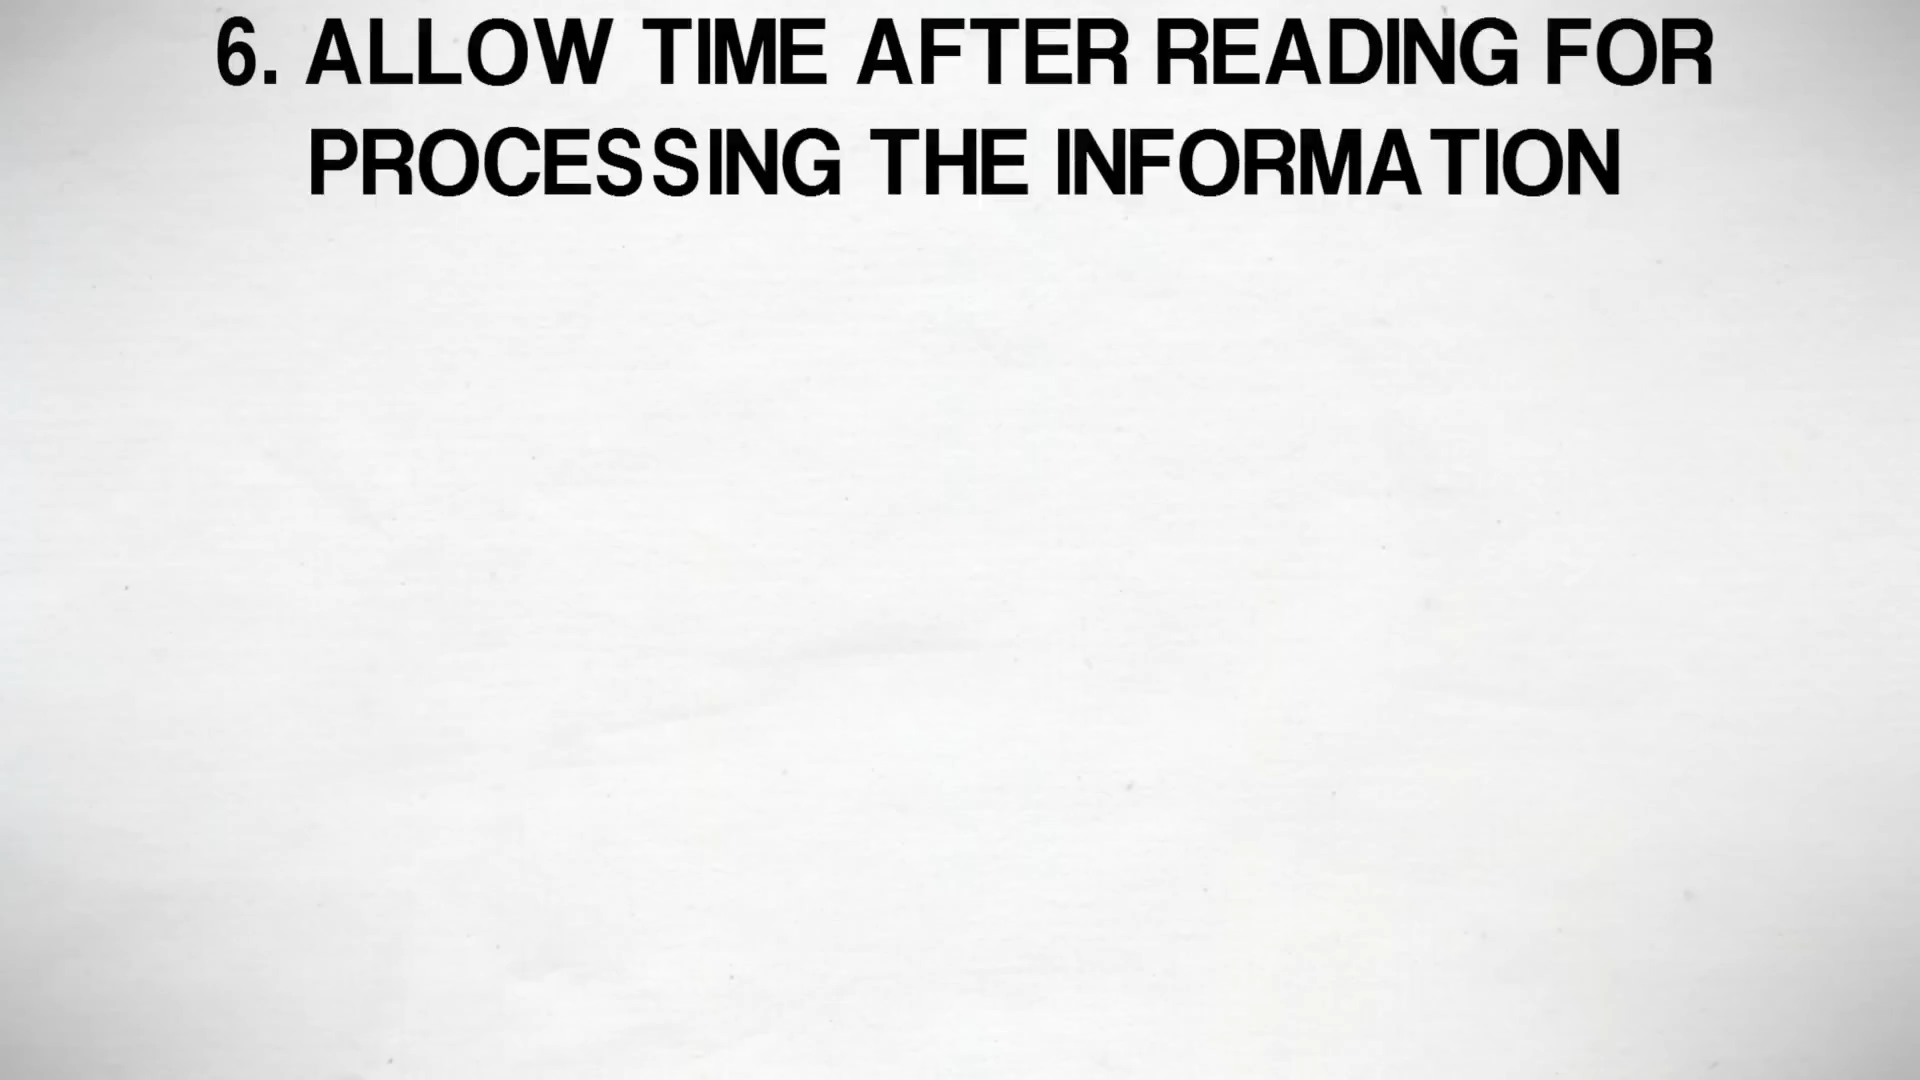 6. ALLOW TIME AFTER READING FOR
PROCESSING THE INFORMATION